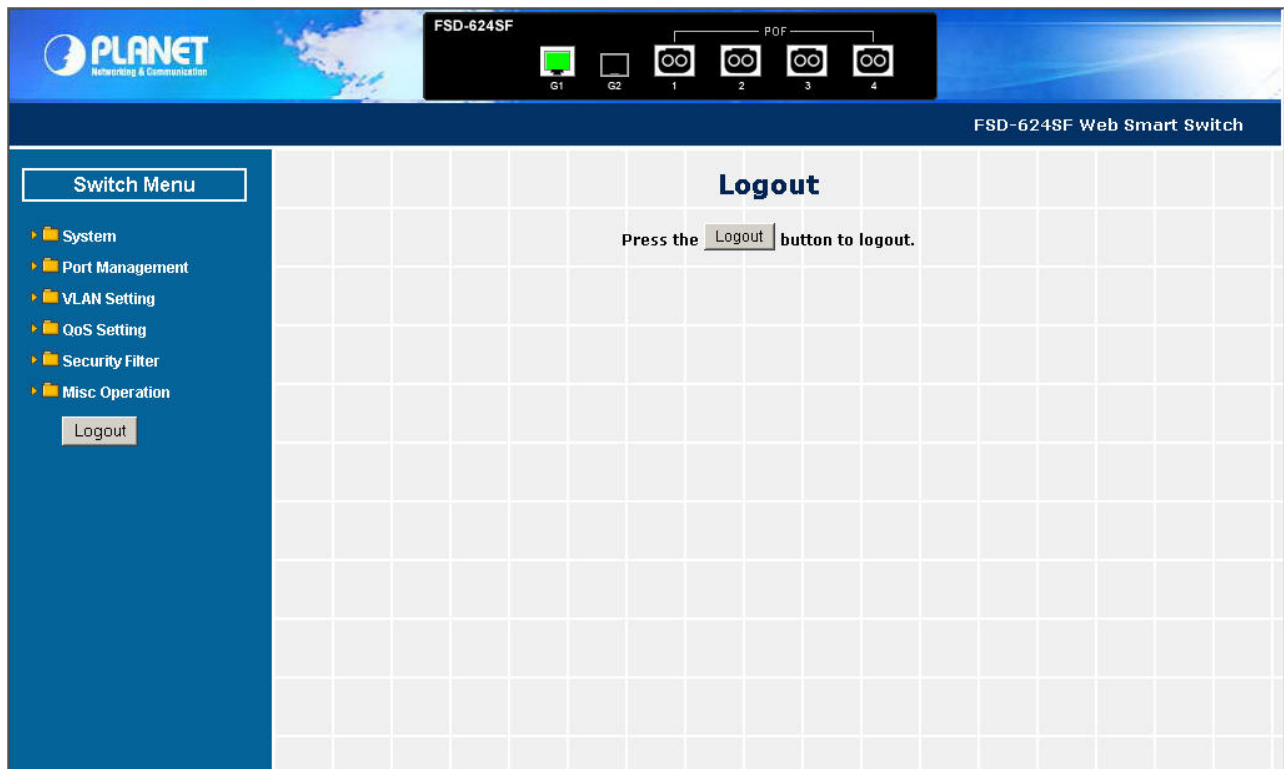 PLANET
Networking & Communication
FSD-624SF
POF
G1 G2 1 2 3 4
FSD-624SF Web Smart Switch
Switch Menu
System
Port Management
VLAN Setting
QoS Setting
Security Filter
Misc Operation
Logout
Logout
Press the Logout button to logout.